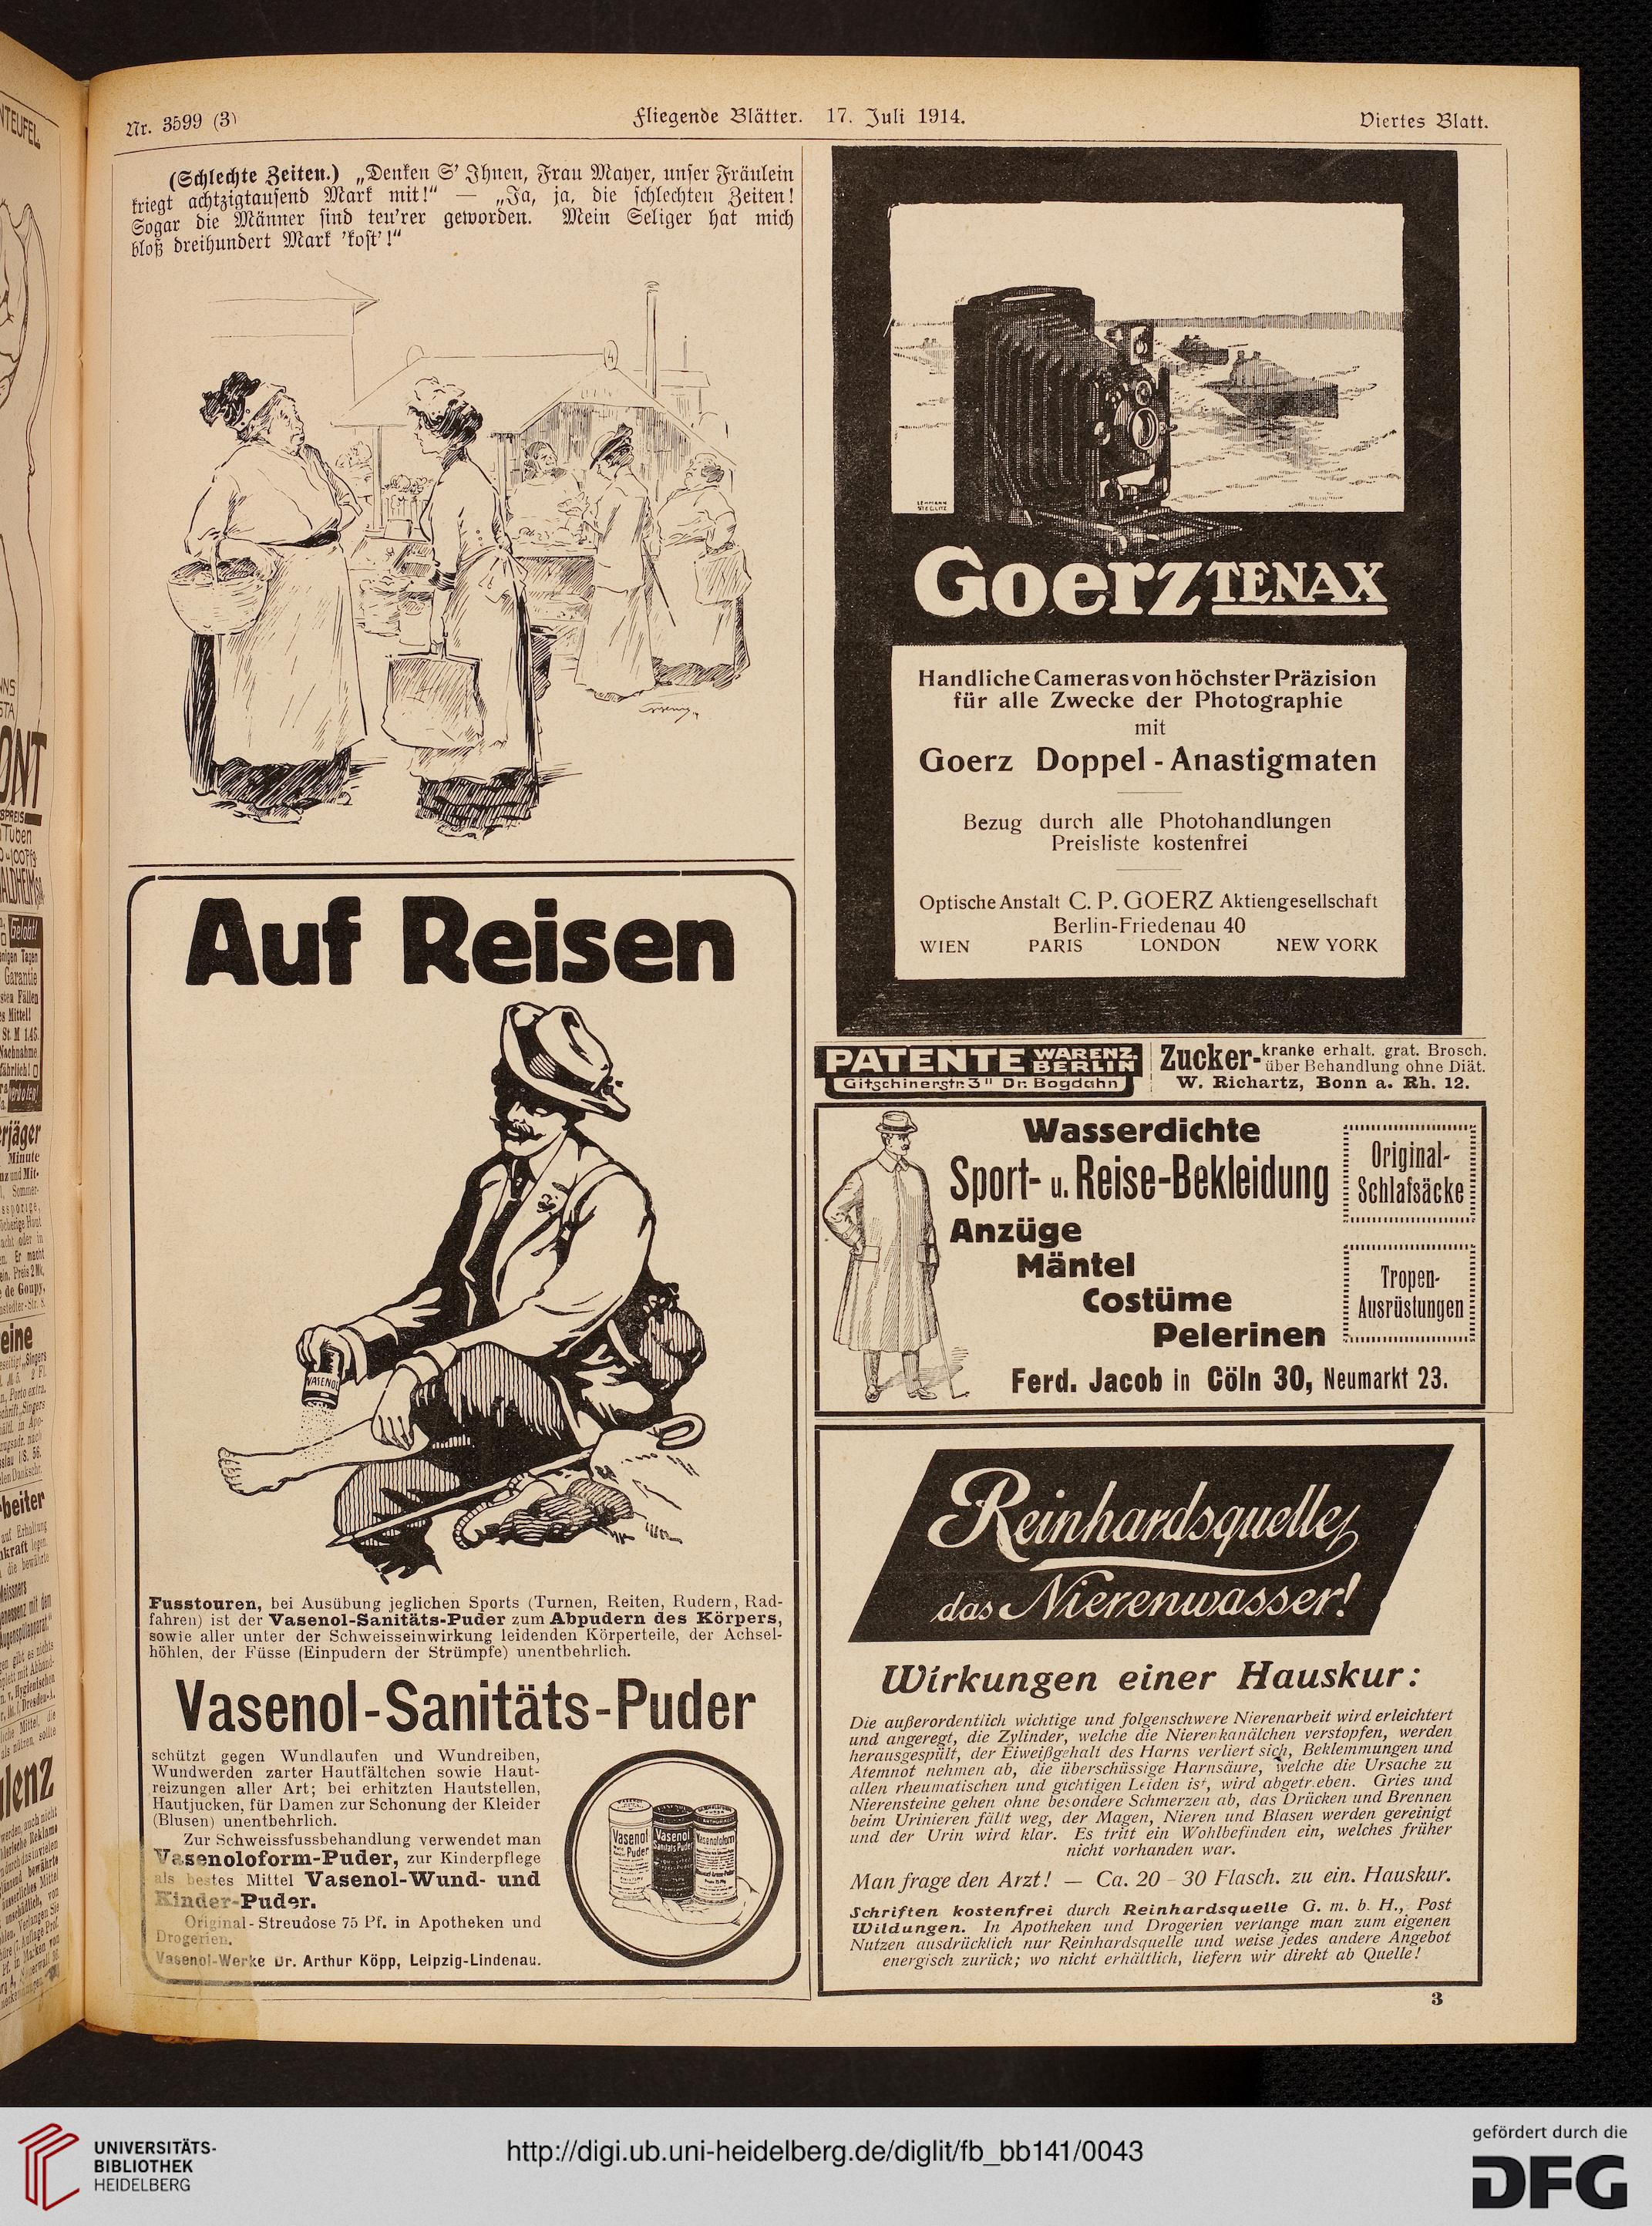 Nr. 3599 (3)
Fliegende Blätter. 17. Juli 1914.
Viertes Blatt.
(Schlechte Zeiten.) „Denken S' Ihnen, Frau Mayer, unser Fräulein
kriegt achtzigtausend Mark mit!" — „Ja, ja, die schlechten Zeiten!
Sogar die Männer sind teu'rer geworden. Mein Seliger hat mich
bloß dreihundert Mark 'kost'!"
4
Auf Reisen
VASENOL
Fusstouren, bei Ausübung jeglichen Sports (Turnen, Reiten, Rudern, Rad-
fahren) ist der Vasenol-Sanitäts-Puder zum Abpudern des Körpers,
sowie aller unter der Schweisseinwirkung leidenden Körperteile, der Achsel-
höhlen, der Füsse (Einpudern der Strümpfe) unentbehrlich.
Vasenol-Sanitäts-Puder
schützt gegen Wundlaufen und Wundreiben,
Wundwerden zarter Hautfältchen sowie Haut-
reizungen aller Art; bei erhitzten Hautstellen,
Hautjucken, für Damen zur Schonung der Kleider
(Blusen) unentbehrlich.
Zur Schweissfussbehandlung verwendet man
Vasenoloform-Puder, zur Kinderpflege
als bestes Mittel Vasenol-Wund- und
Kinder-Puder.
Original-Streudose 75 Pf. in Apotheken und
Drogerien.
Vasenol-Werke Dr. Arthur Köpp, Leipzig-Lindenau.
Vasenol
Puder
Vasenol
Sanitäts Puder
Vasenoloform
LEHMANN
STEGLITZ
Goerz TENAX
Handliche Cameras von höchster Präzision
für alle Zwecke der Photographie
mit
Goerz Doppel-Anastigmaten
Bezug durch alle Photohandlungen
Preisliste kostenfrei
Optische Anstalt C. P. GOERZ Aktiengesellschaft
Berlin-Friedenau 40
WIEN PARIS LONDON NEW YORK
PATENTE WARENZ. BERLIN
Gitschinerstr. 3 II Dr. Bogdahn
Zucker-kranke erhalt. grat. Brosch.
über Behandlung ohne Diät.
W. Richartz, Bonn a. Rh. 12.
Wasserdichte
Sport- u. Reise-Bekleidung
Anzüge
Mäntel
Costüme
Pelerinen
Original-
Schlafsäcke
Tropen-
Ausrüstungen
Ferd. Jacob in Cöln 30, Neumarkt 23.
Reinhardsquelle,
das Nierenwasser!
Wirkungen einer Hauskur:
Die außerordentlich wichtige und folgenschwere Nierenarbeit wird erleichtert
und angeregt, die Zylinder, welche die Nierenkanälchen verstopfen, werden
herausgespült, der Eiweißgehalt des Harns verliert sich, Beklemmungen und
Atemnot nehmen ab, die überschüssige Harnsäure, welche die Ursache zu
allen rheumatischen und gichtigen Leiden ist, wird abgetrieben. Gries und
Nierensteine gehen ohne besondere Schmerzen ab, das Drücken und Brennen
beim Urinieren fällt weg, der Magen, Nieren und Blasen werden gereinigt
und der Urin wird klar. Es tritt ein Wohlbefinden ein, welches früher
nicht vorhanden war.
Man frage den Arzt! — Ca. 20 - 30 Flasch. zu ein. Hauskur.
Schriften kostenfrei durch Reinhardsquelle G. m. b. H., Post
Wildungen. In Apotheken und Drogerien verlange man zum eigenen
Nutzen ausdrücklich nur Reinhardsquelle und weise jedes andere Angebot
energisch zurück; wo nicht erhältlich, liefern wir direkt ab Quelle!
3
UNIVERSITÄTS-
BIBLIOTHEK
HEIDELBERG
http://digi.ub.uni-heidelberg.de/diglit/fb_bb141/0043
gefördert durch die
DFG